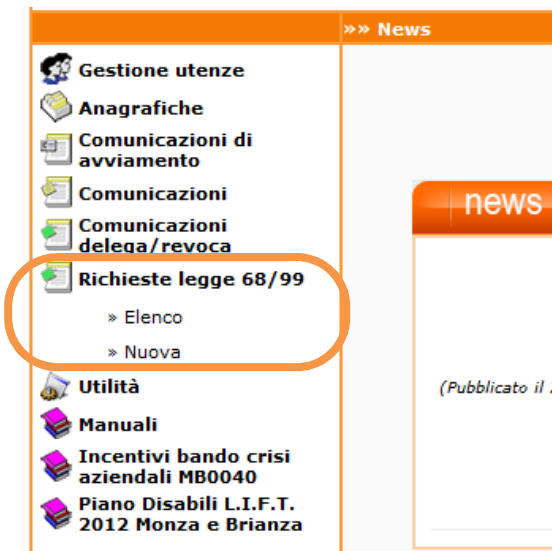 »» News
Gestione utenze
Anagrafiche
Comunicazioni di
avviamento
Comunicazioni
Comunicazioni
delega/revoca
Richieste legge 68/99
» Elenco
» Nuova
Utilità
Manuali
Incentivi bando crisi
aziendali MB0040
Piano Disabili L.I.F.T.
2012 Monza e Brianza
news
(Pubblicato il